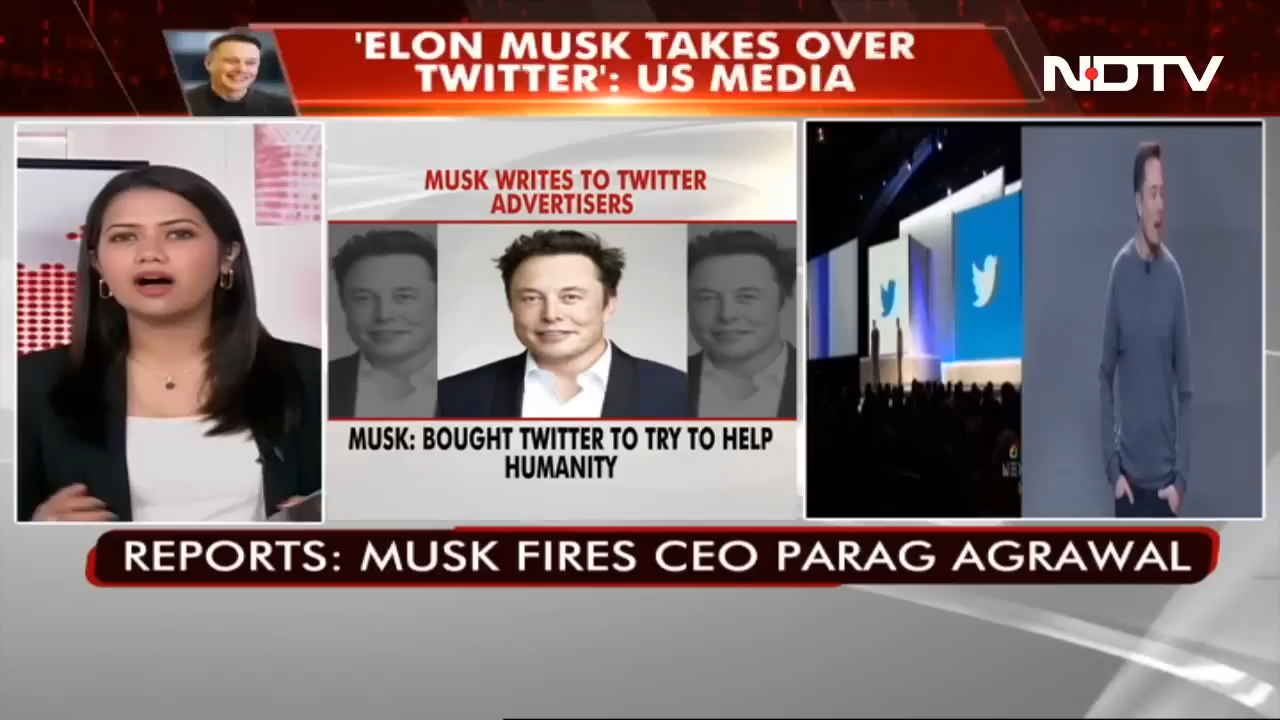 'ELON MUSK TAKES OVER
TWITTER': US MEDIA
NDTV
MUSK WRITES TO TWITTER
ADVERTISERS
MUSK: BOUGHT TWITTER TO TRY TO HELP
HUMANITY
REPORTS: MUSK FIRES CEO PARAG AGRAWAL